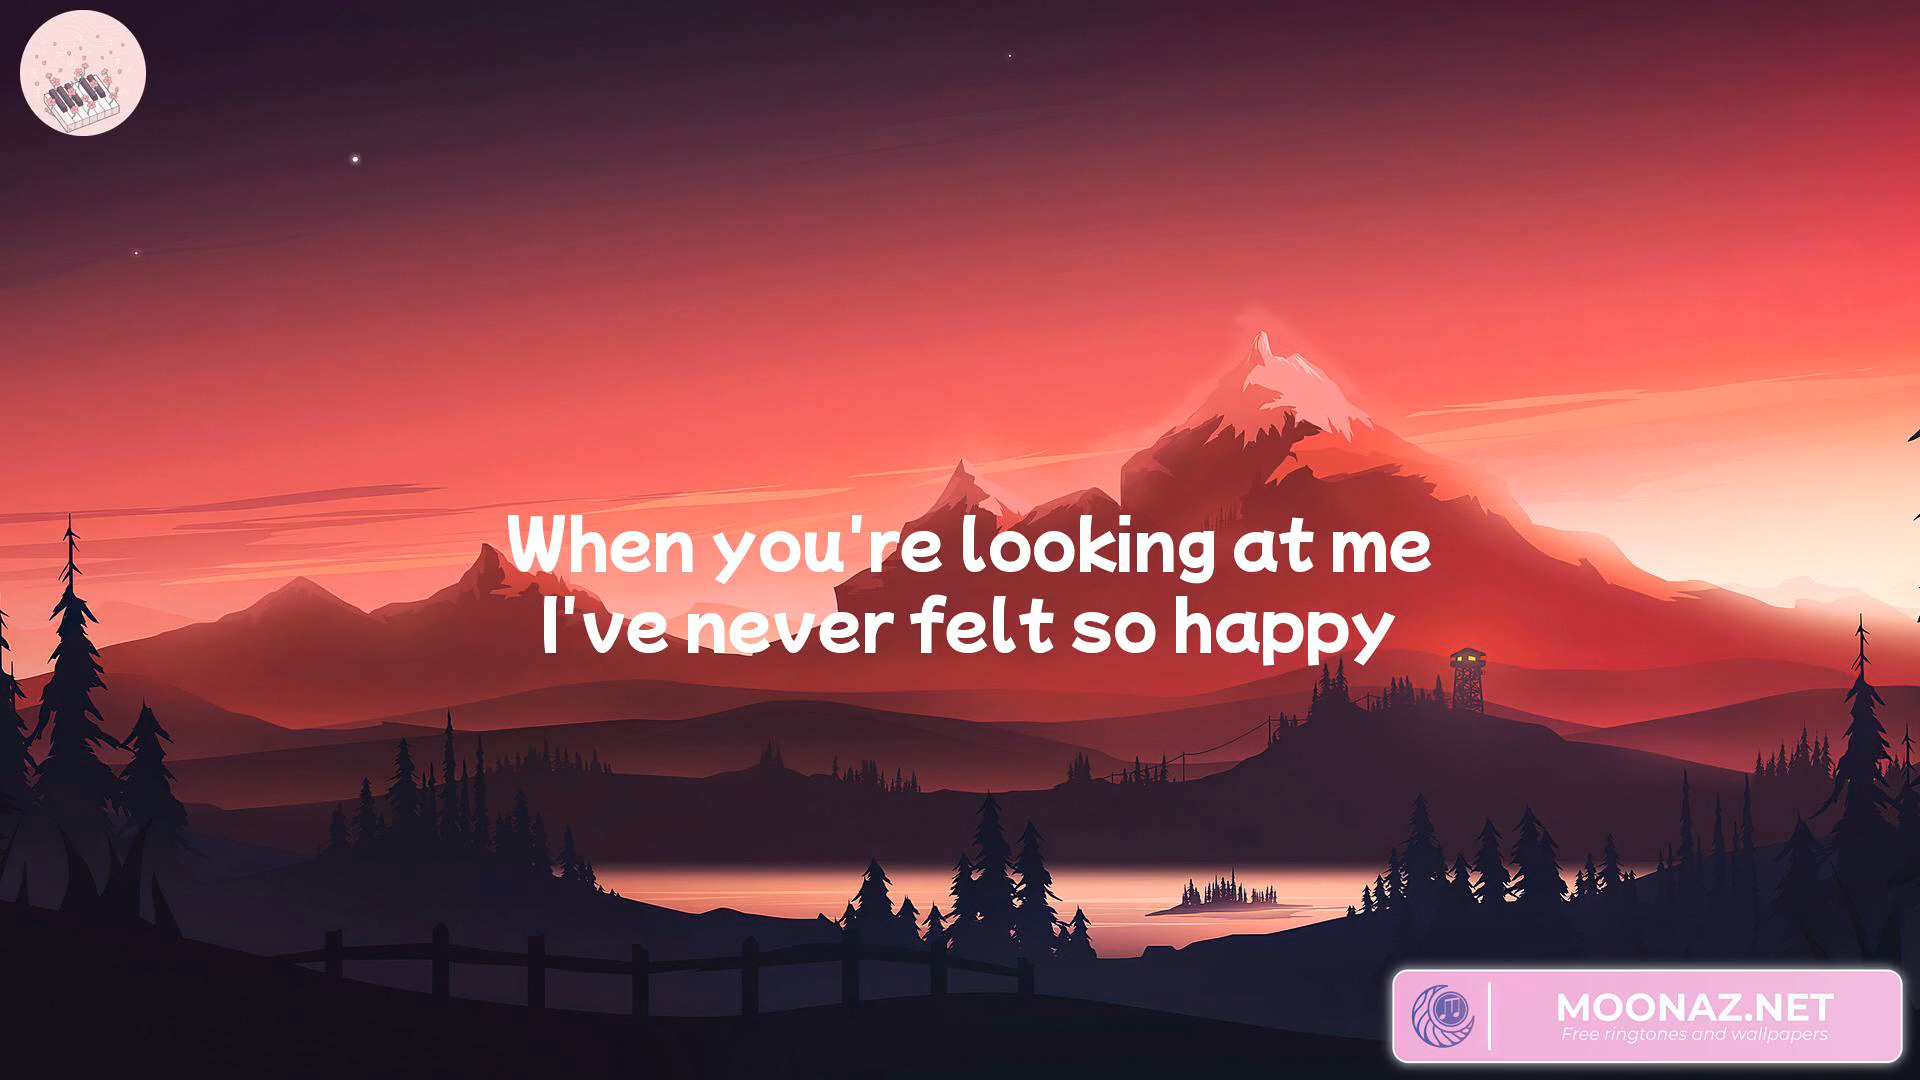 When you're looking at me
I've never felt so happy
MOONAZ.NET
Free ringtones and wallpapers